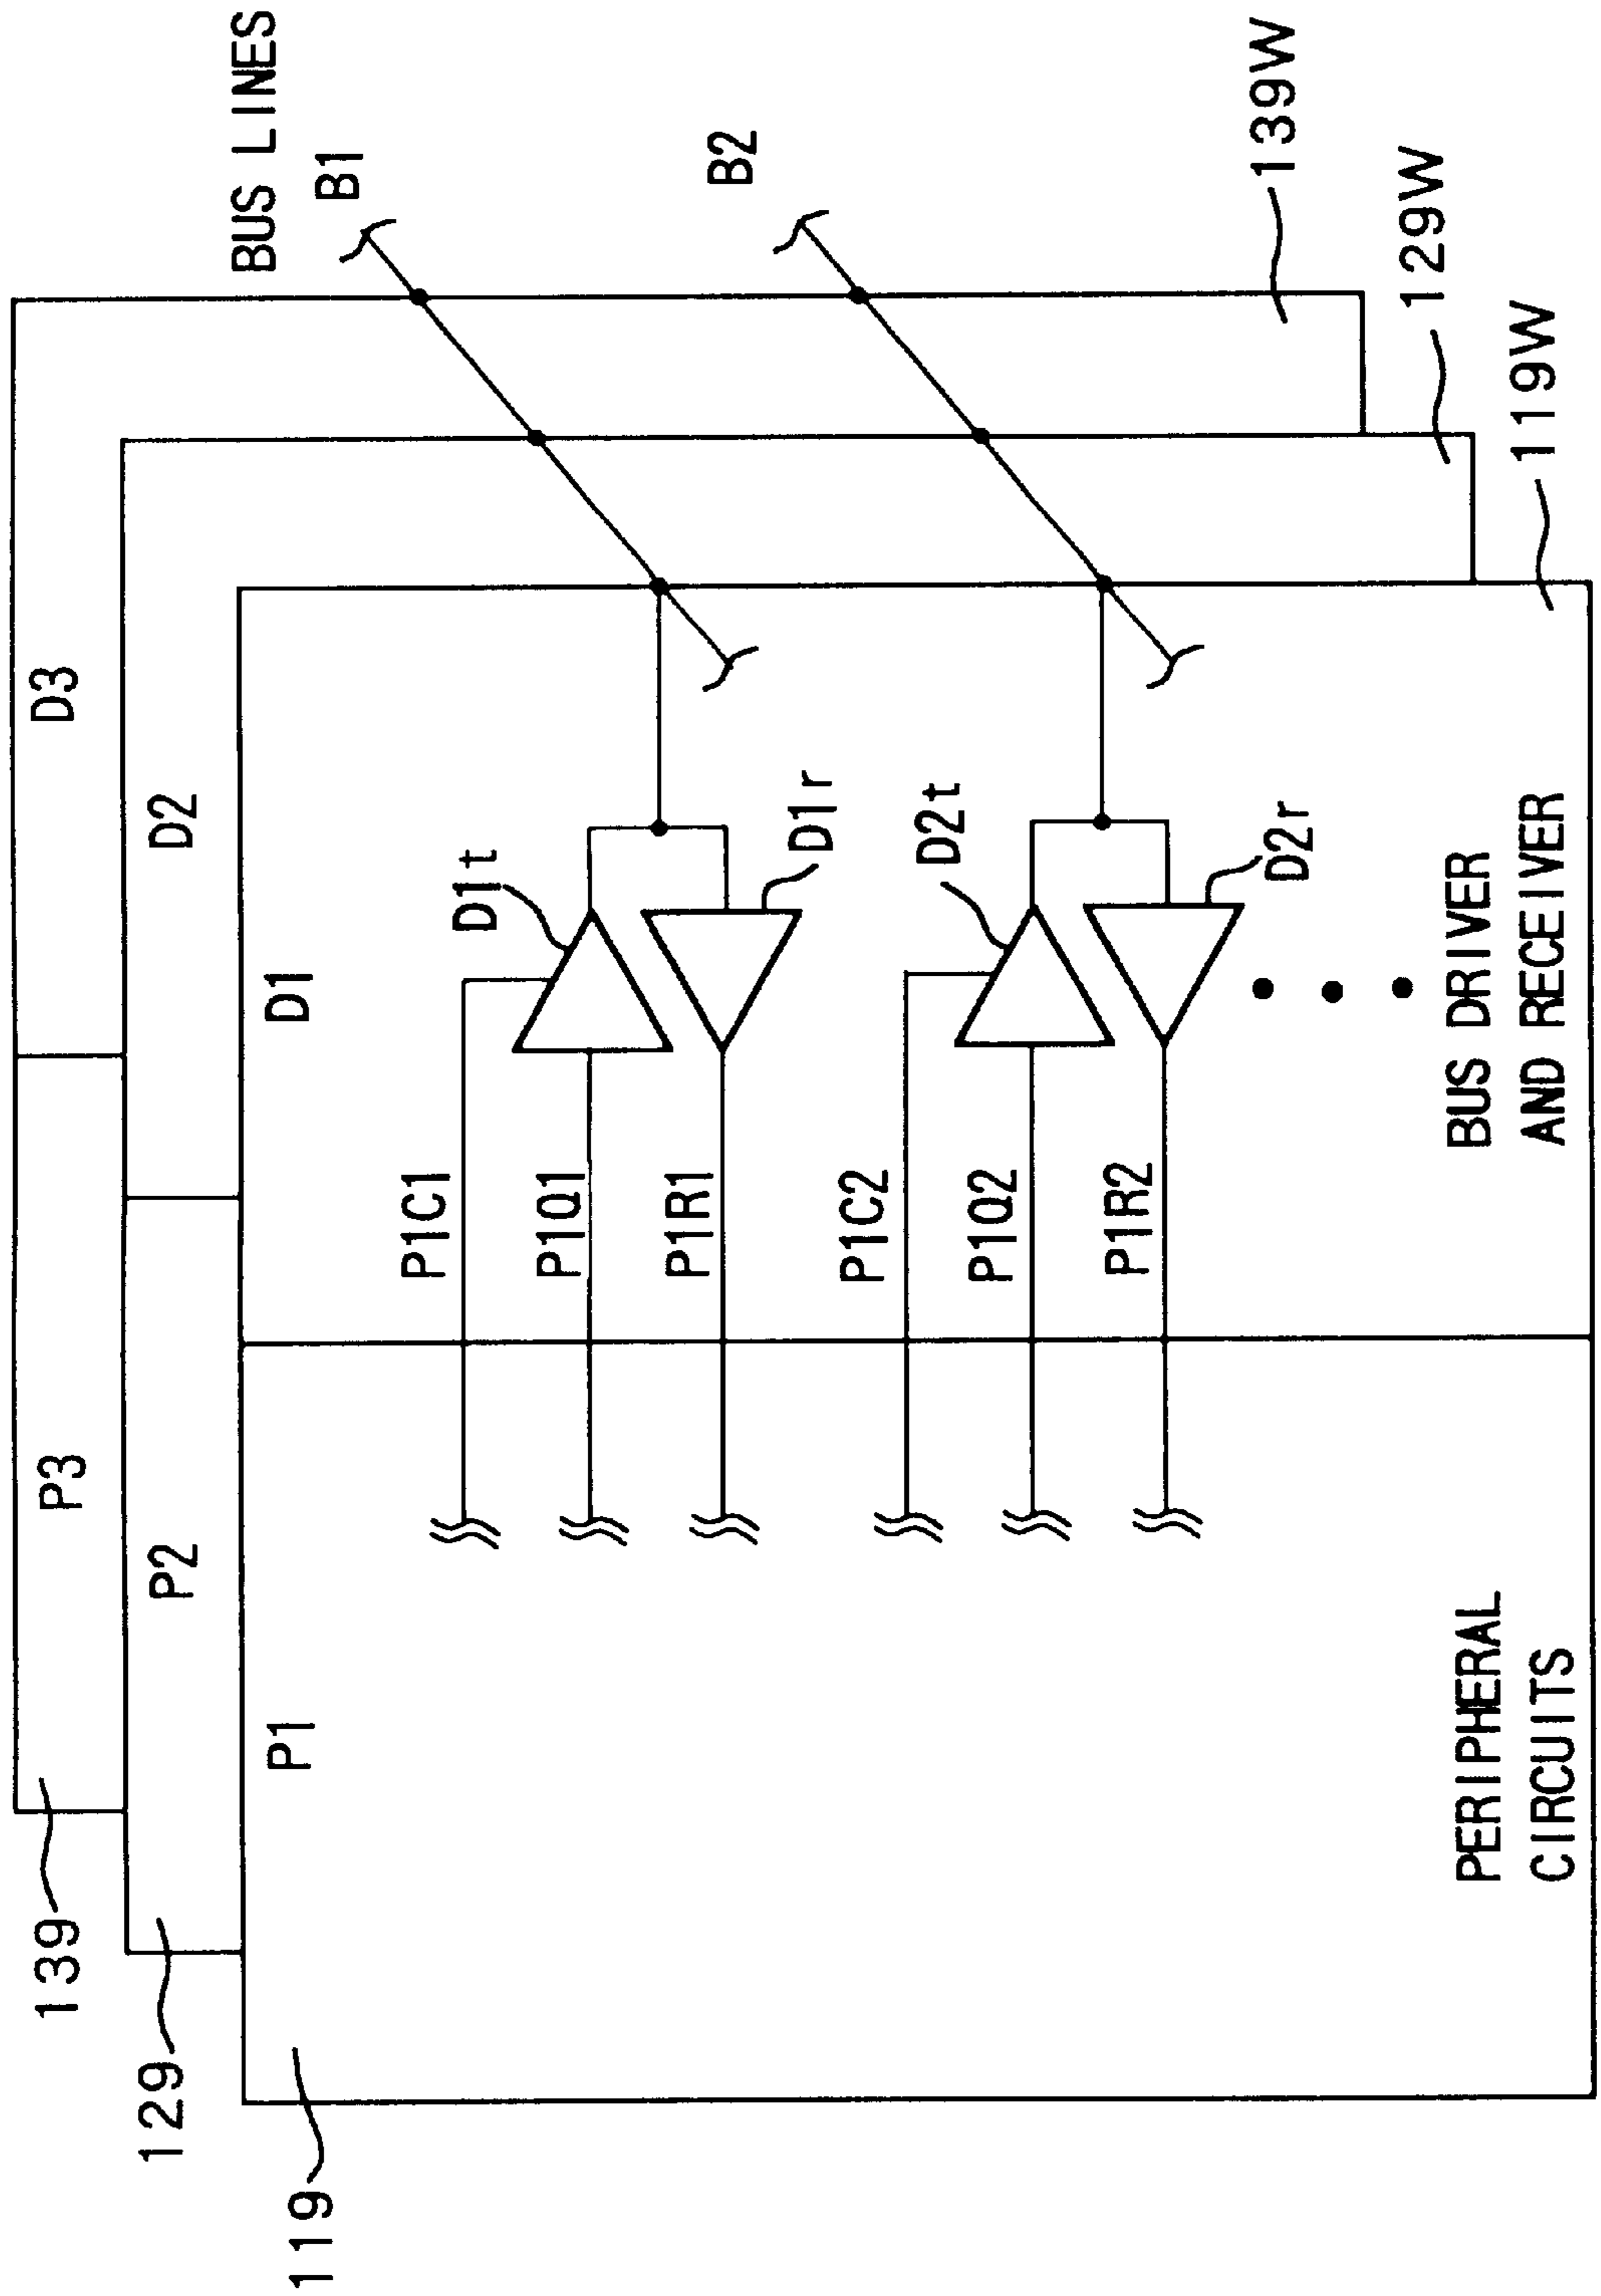 BUS LINES
B1
B2
139W
129W
119W
D3
D2
D1
D1t
D1r
D2t
D2r
BUS DRIVER
AND RECEIVER
P1C1
P1Q1
P1R1
P1C2
P1Q2
P1R2
P3
P2
P1
PERIPHERAL
CIRCUITS
139
129
119